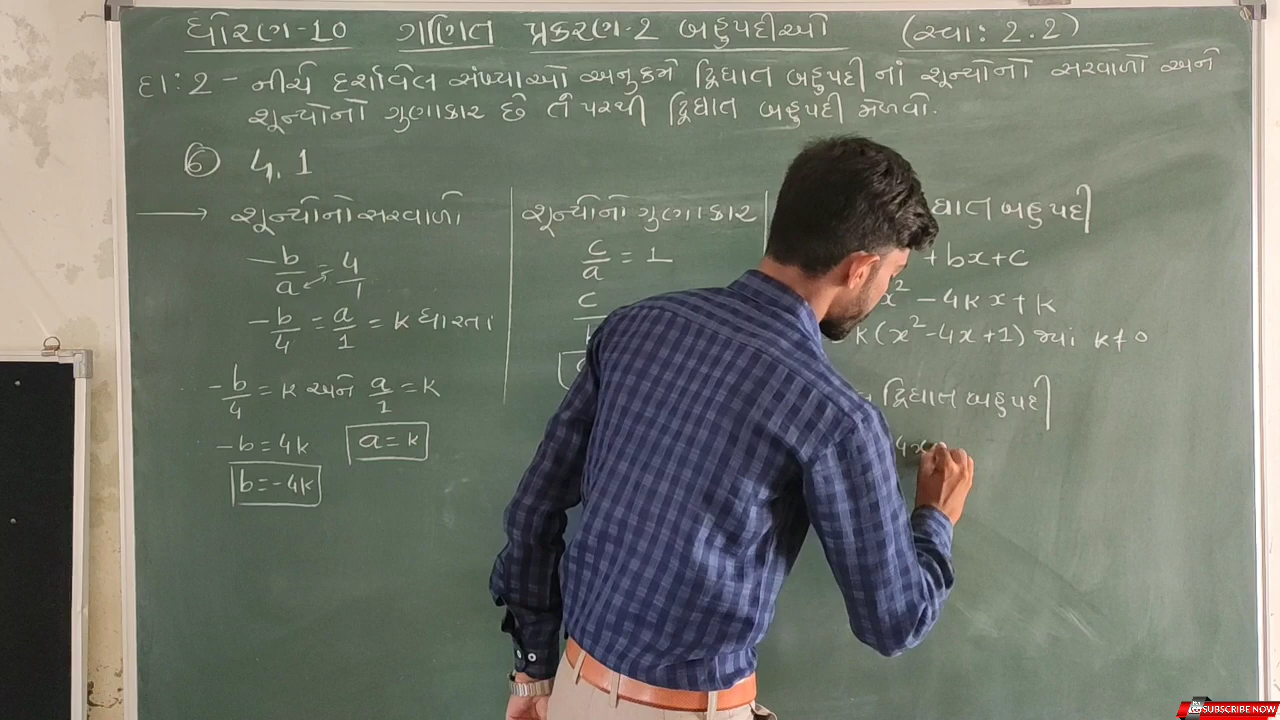 ધોરણ-10 ગણિત પ્રકરણ-2 બહુપદીઓ (સ્વા: 2.2)
દા:2 - નીચે દર્શાવેલ સંખ્યાઓ અનુક્રમે દ્વિઘાત બહુપદી નાં શૂન્યોનો સરવાળો અને
શૂન્યોનો ગુણાકાર છે તે પરથી દ્વિઘાત બહુપદી મેળવો.
⑥ 4, 1
→ શૂન્યોનો સરવાળો
-b/a = 4/1
-b/4 = a/1 = k ધારતા
-b/4 = k અને a/1 = k
-b = 4k a = k
b = -4k
શૂન્યોનો ગુણાકાર
c/a = 1
c
બહુપદી
+bx+c
x² - 4kx + k
k(x²-4x+1) જ્યાં k≠0
દ્વિઘાત બહુપદી
4x
SUBSCRIBE NOW